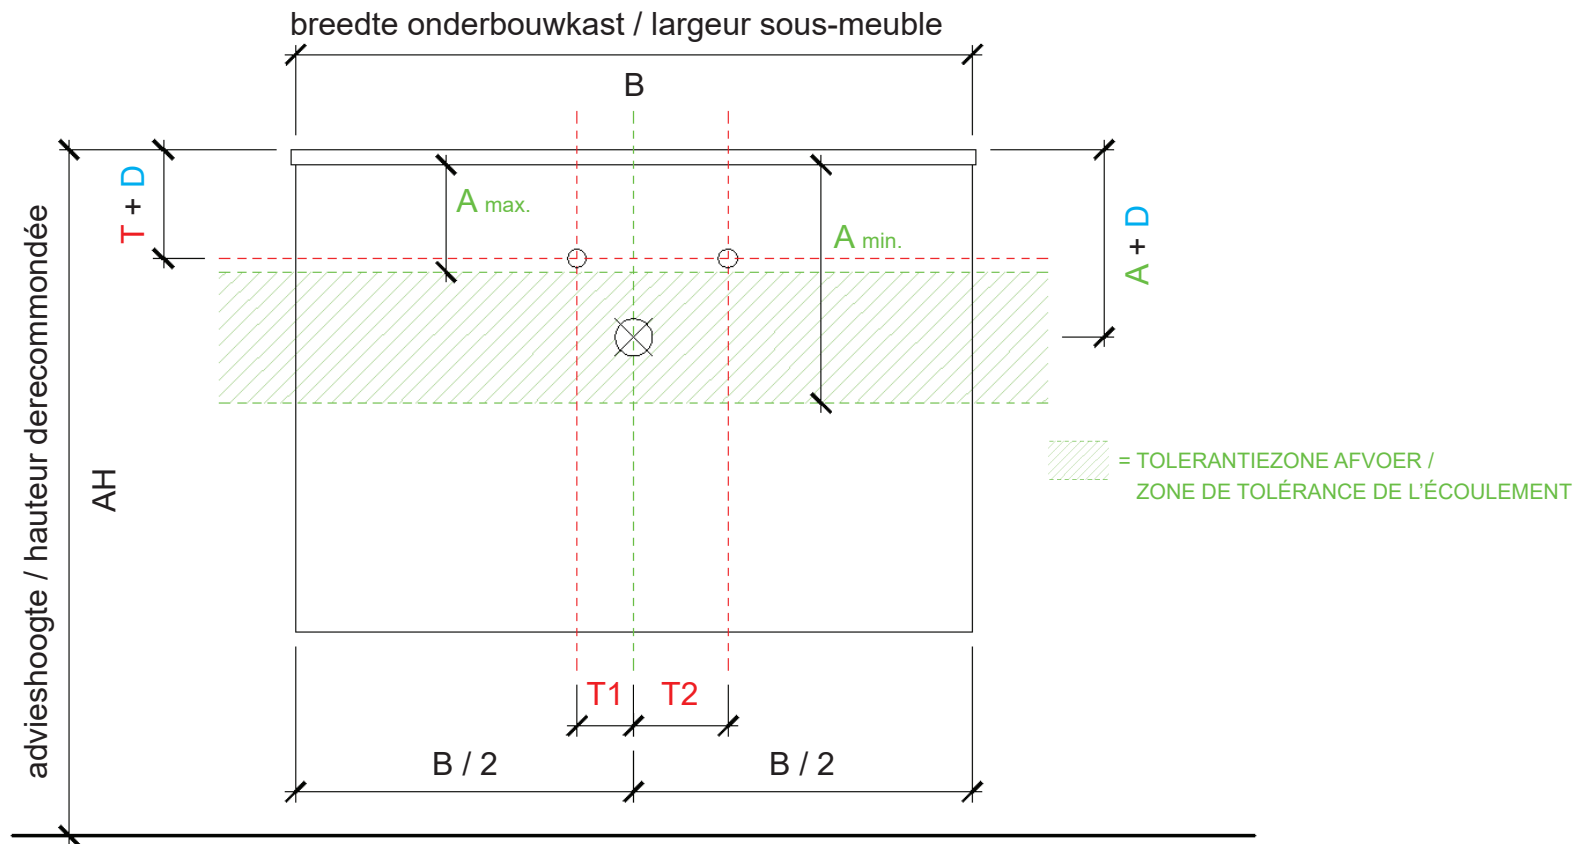 breedte onderbouwkast / largeur sous-meuble
B
T + D
A max.
A min.
A + D
advieshoogte / hauteur derecommondée
AH
= TOLERANTIEZONE AFVOER /
ZONE DE TOLÉRANCE DE L'ÉCOULEMENT
T1
T2
B / 2
B / 2